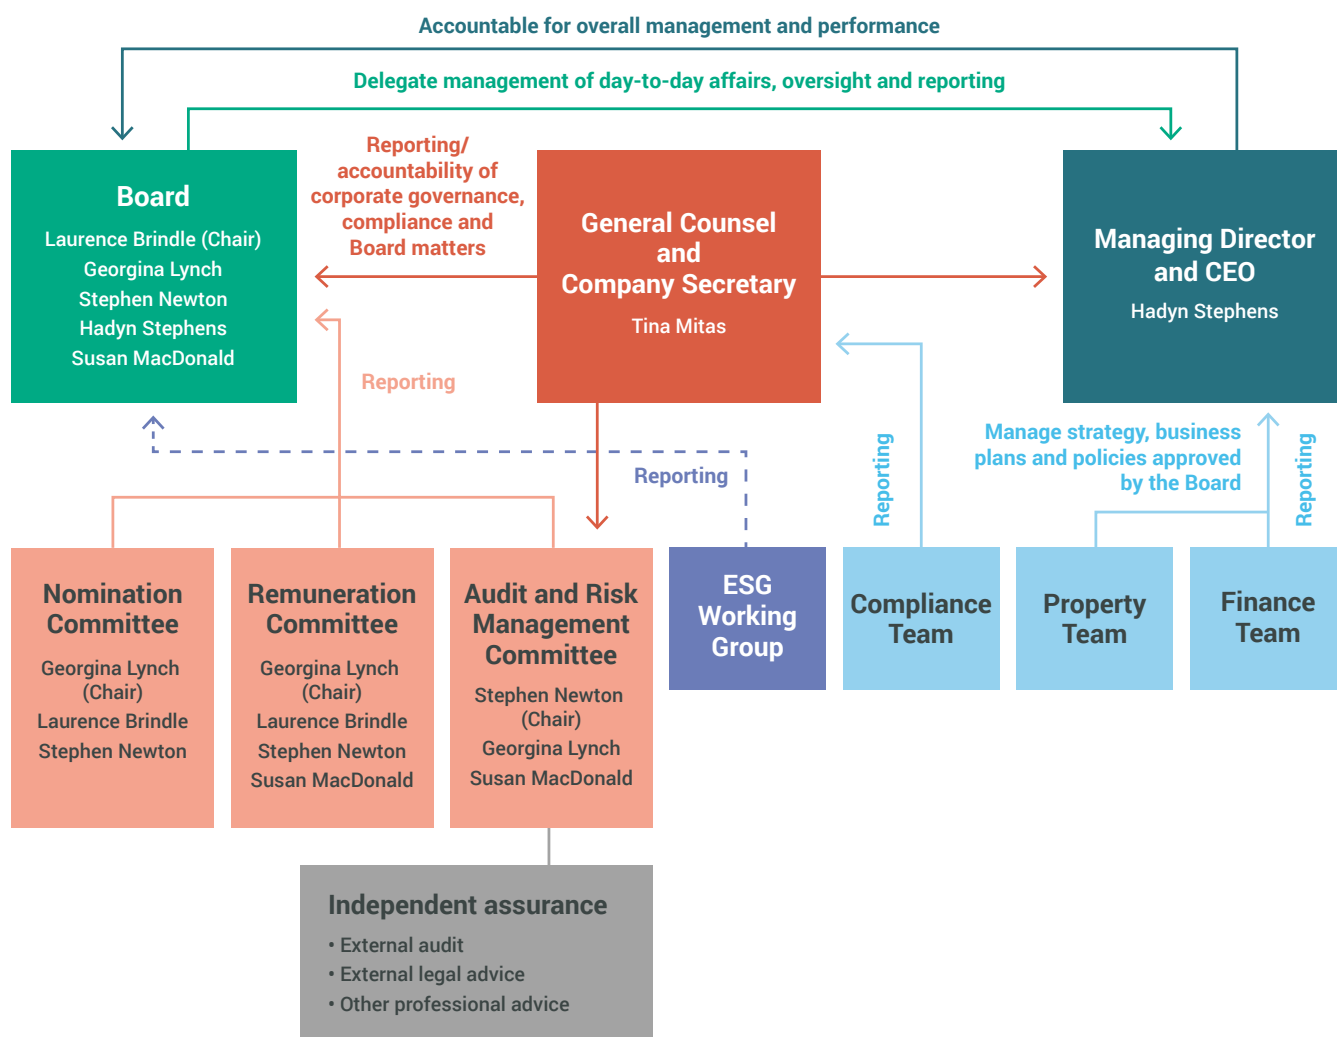 Accountable for overall management and performance
Delegate management of day-to-day affairs, oversight and reporting
Board
Laurence Brindle (Chair)
Georgina Lynch
Stephen Newton
Hadyn Stephens
Susan MacDonald
Reporting/
accountability of
corporate governance,
compliance and
Board matters
General Counsel
and
Company Secretary
Tina Mitas
Managing Director
and CEO
Hadyn Stephens
Reporting
Reporting
Reporting
Manage strategy, business
plans and policies approved
by the Board
Reporting
Nomination
Committee
Georgina Lynch
(Chair)
Laurence Brindle
Stephen Newton
Remuneration
Committee
Georgina Lynch
(Chair)
Laurence Brindle
Stephen Newton
Susan MacDonald
Audit and Risk
Management
Committee
Stephen Newton
(Chair)
Georgina Lynch
Susan MacDonald
ESG
Working
Group
Compliance
Team
Property
Team
Finance
Team
Independent assurance
• External audit
• External legal advice
• Other professional advice